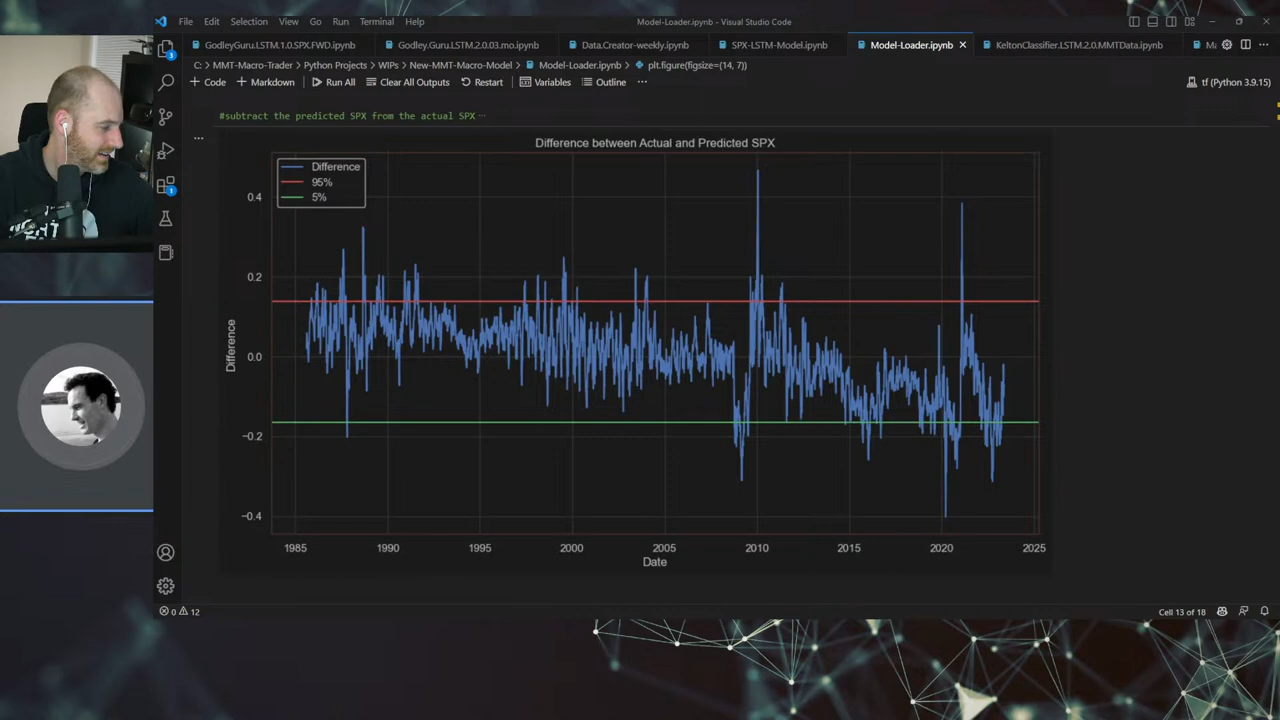 File Edit Selection View Go Run Terminal Help
Model-Loader.ipynb - Visual Studio Code
GodleyGuru.LSTM.1.0.SPX.FWD.ipynb
Godley.Guru.LSTM.2.0.03.mo.ipynb
Data.Creator-weekly.ipynb
SPX-LSTM-Model.ipynb
Model-Loader.ipynb
KeltonClassifier.LSTM.2.0.MMTData.ipynb
C: > MMT-Macro-Trader > Python Projects > WIPs > New-MMT-Macro-Model > Model-Loader.ipynb > plt.figure(figsize=(14, 7))
+ Code + Markdown Run All Clear All Outputs Restart Variables Outline ...
tf (Python 3.9.15)
#subtract the predicted SPX from the actual SPX ...
Difference between Actual and Predicted SPX
Difference
95%
5%
0.4
0.2
0.0
−0.2
−0.4
Difference
1985 1990 1995 2000 2005 2010 2015 2020 2025
Date
3
1
0 12
Cell 13 of 18